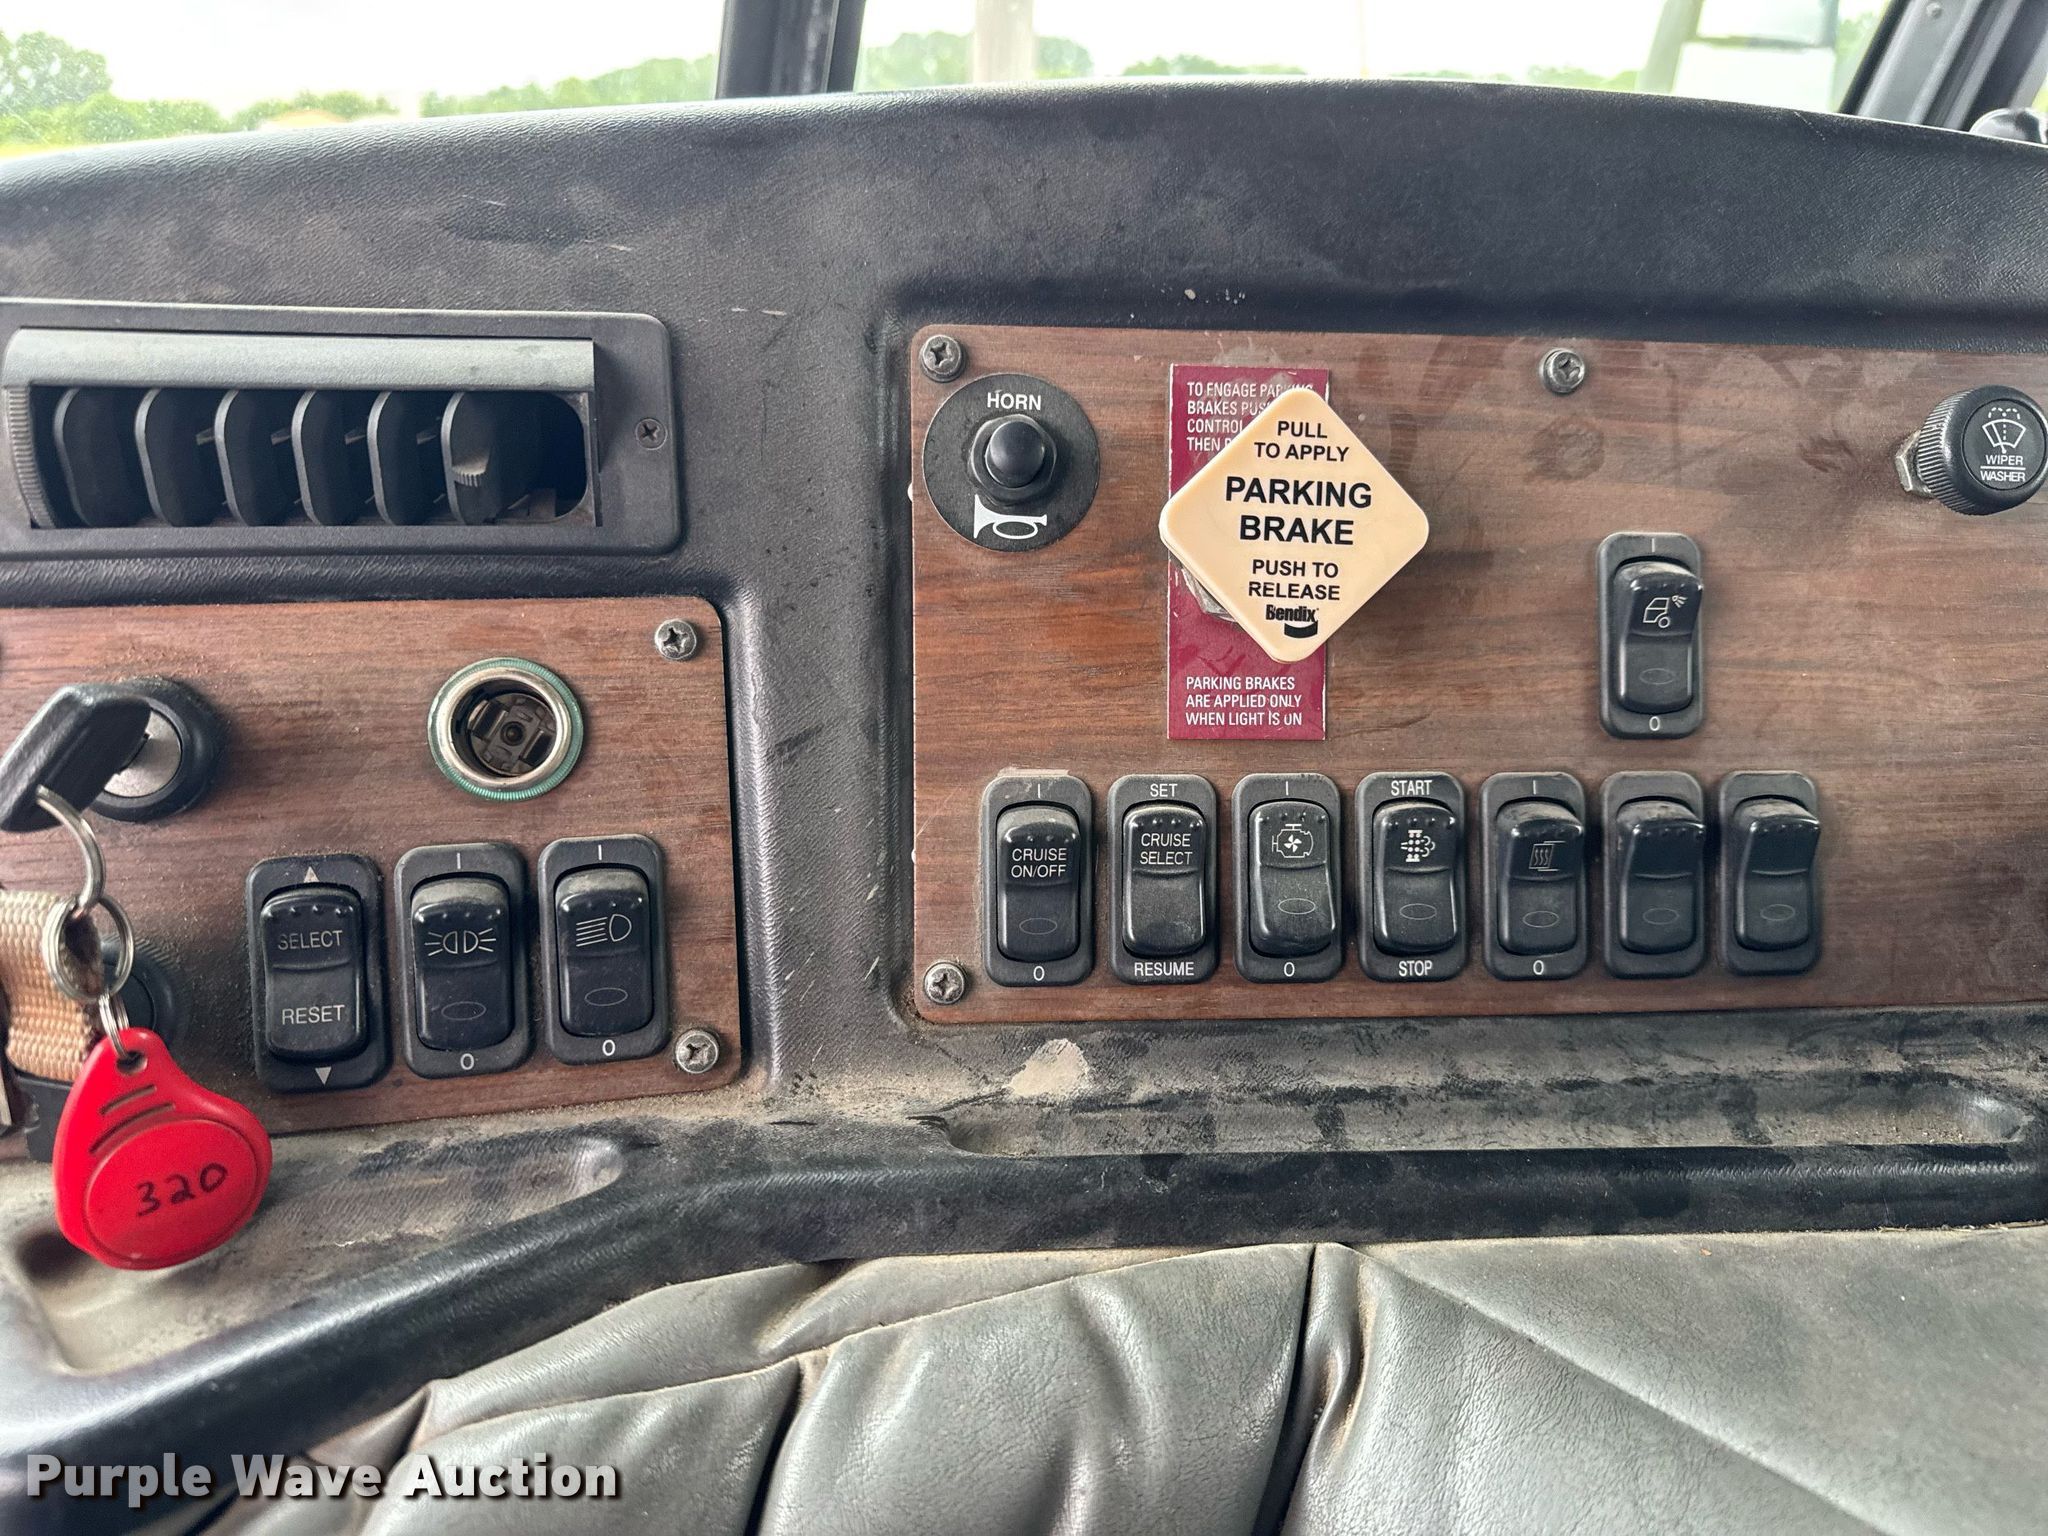 HORN
TO ENGAGE PARKING
BRAKES PUS
CONTROL
THEN
PULL
TO APPLY
PARKING
BRAKE
PUSH TO
RELEASE
Bendix
PARKING BRAKES
ARE APPLIED ONLY
WHEN LIGHT IS ON
WIPER
WASHER
I
O
I
CRUISE
ON/OFF
O
SET
CRUISE
SELECT
RESUME
I
O
START
STOP
I
O
SELECT
RESET
I
O
I
O
320
Purple Wave Auction